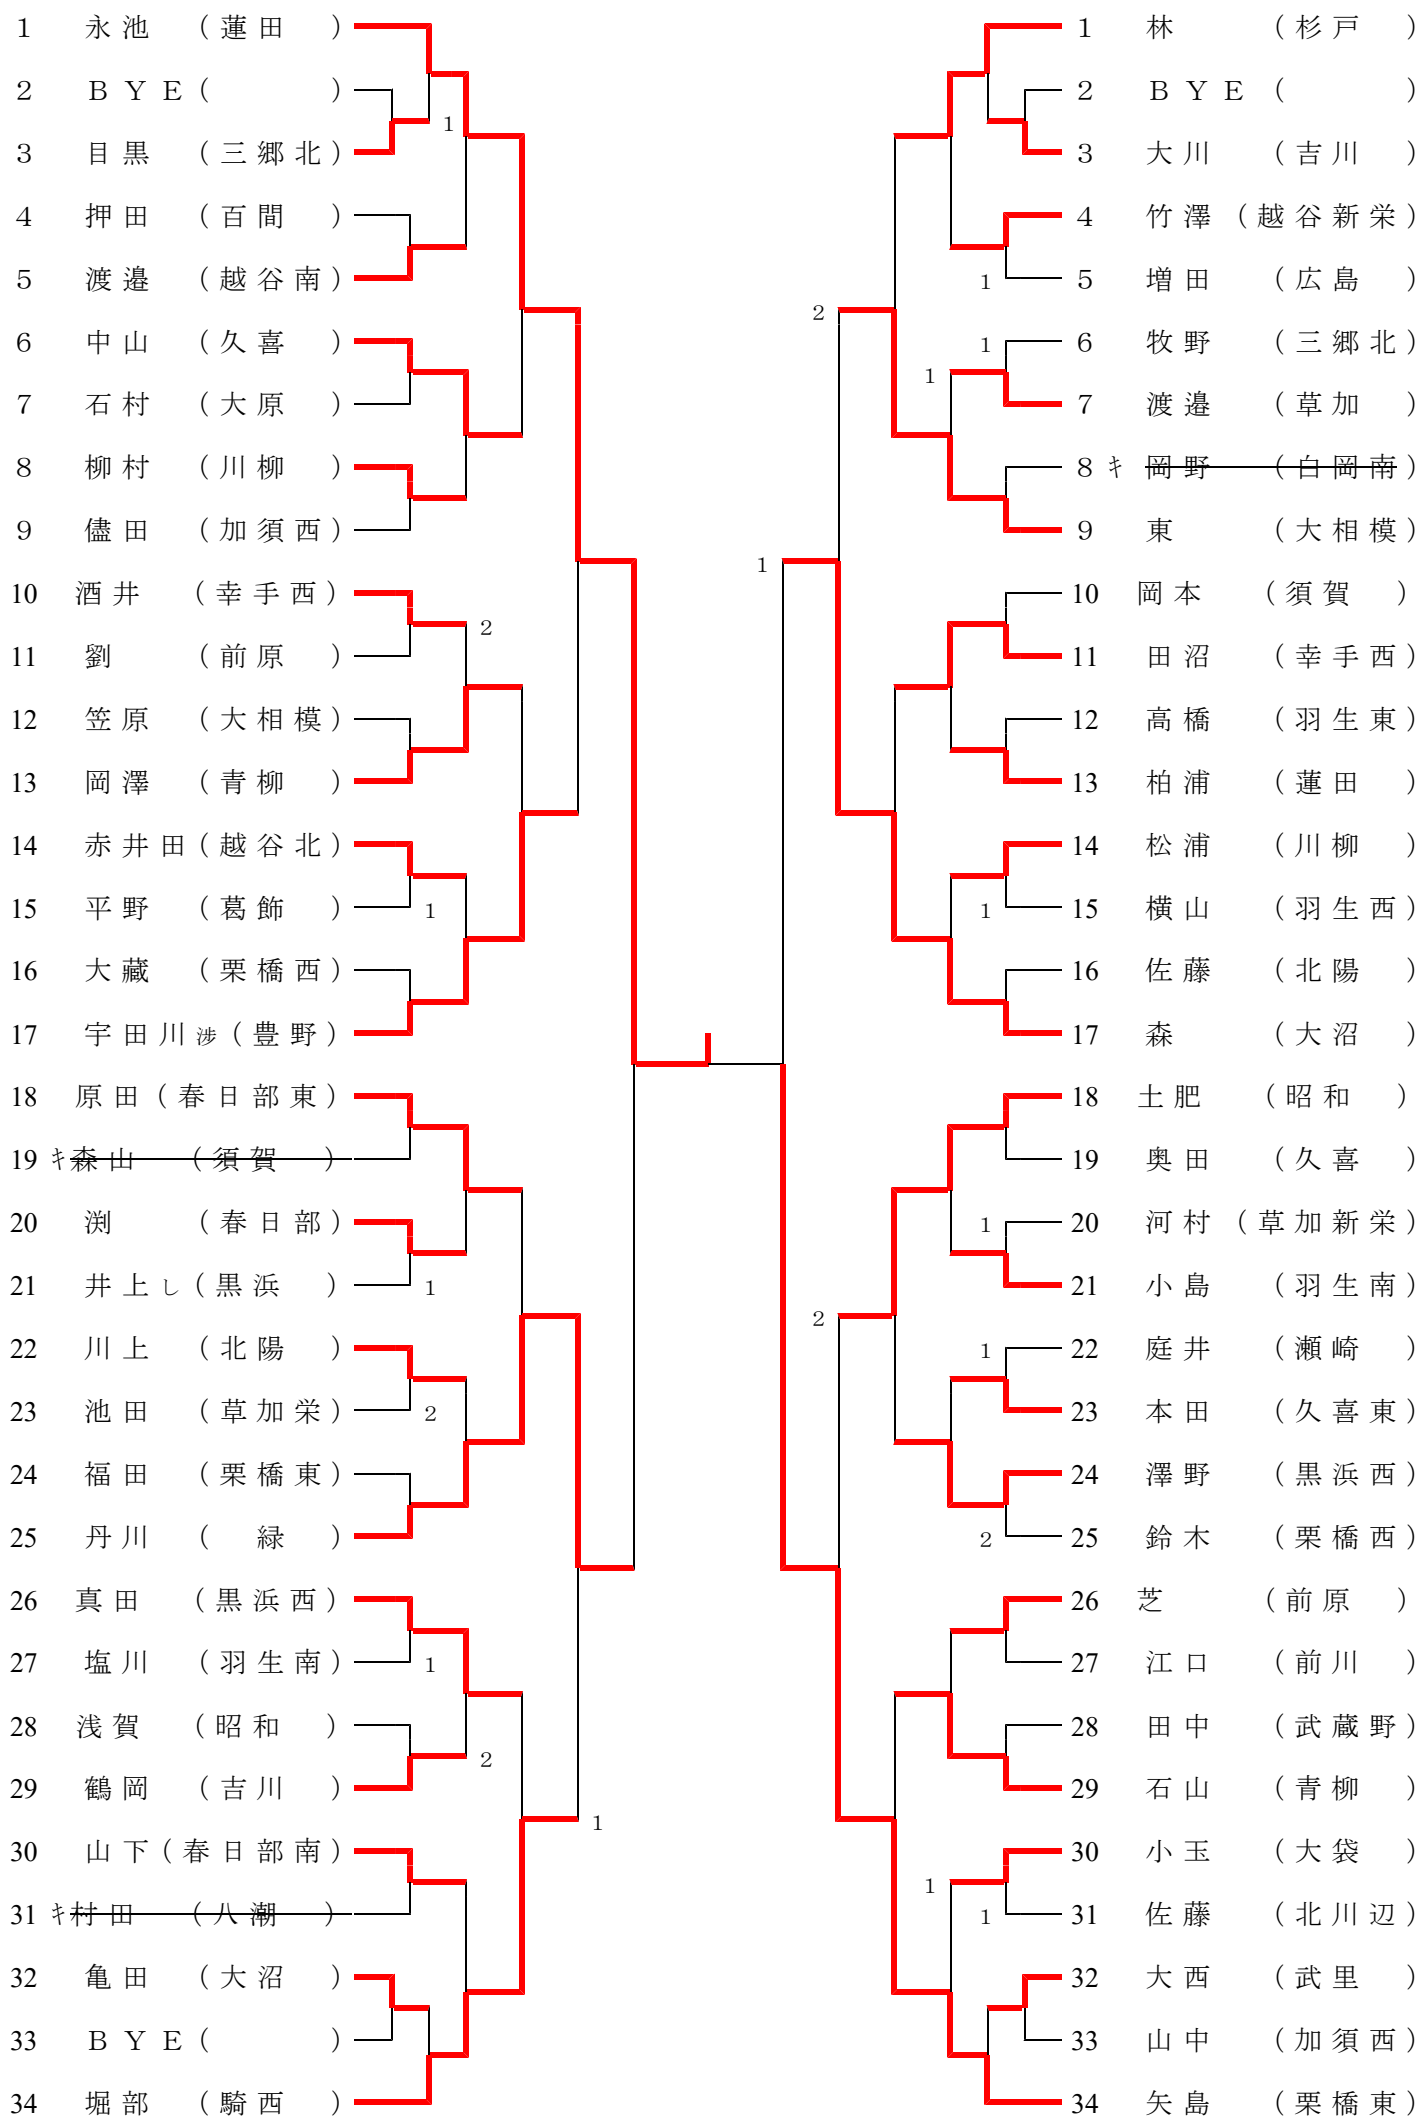 1 永池 （蓮田 ）
2 ＢＹＥ（ ）
1
3 目黒 （三郷北）
4 押田 （百間 ）
5 渡邉 （越谷南）
6 中山 （久喜 ）
7 石村 （大原 ）
8 柳村 （川柳 ）
9 儘田 （加須西）
10 酒井 （幸手西）
2
11 劉 （前原 ）
12 笠原 （大相模）
13 岡澤 （青柳 ）
14 赤井田（越谷北）
15 平野 （葛飾 ）
1
16 大藏 （栗橋西）
17 宇田川渉（豊野）
18 原田（春日部東）
19 ｷ森山 （須賀 ）
20 渕 （春日部）
21 井上し（黒浜 ）
1
22 川上 （北陽 ）
23 池田 （草加栄）
2
24 福田 （栗橋東）
25 丹川 （ 緑 ）
26 真田 （黒浜西）
27 塩川 （羽生南）
1
28 浅賀 （昭和 ）
2
29 鶴岡 （吉川 ）
1
30 山下（春日部南）
31 ｷ村田 （八潮 ）
32 亀田 （大沼 ）
33 ＢＹＥ（ ）
34 堀部 （騎西 ）
1 林 （杉戸 ）
2 ＢＹＥ（ ）
3 大川 （吉川 ）
4 竹澤（越谷新栄）
1
5 増田 （広島 ）
2
1
6 牧野 （三郷北）
1
7 渡邉 （草加 ）
8 ｷ 岡野 （白岡南）
9 東 （大相模）
1
10 岡本 （須賀 ）
11 田沼 （幸手西）
12 高橋 （羽生東）
13 柏浦 （蓮田 ）
14 松浦 （川柳 ）
1
15 横山 （羽生西）
16 佐藤 （北陽 ）
17 森 （大沼 ）
18 土肥 （昭和 ）
19 奥田 （久喜 ）
1
20 河村（草加新栄）
21 小島 （羽生南）
2
1
22 庭井 （瀬崎 ）
23 本田 （久喜東）
24 澤野 （黒浜西）
2
25 鈴木 （栗橋西）
26 芝 （前原 ）
27 江口 （前川 ）
28 田中 （武蔵野）
29 石山 （青柳 ）
30 小玉 （大袋 ）
1
1
31 佐藤 （北川辺）
32 大西 （武里 ）
33 山中 （加須西）
34 矢島 （栗橋東）